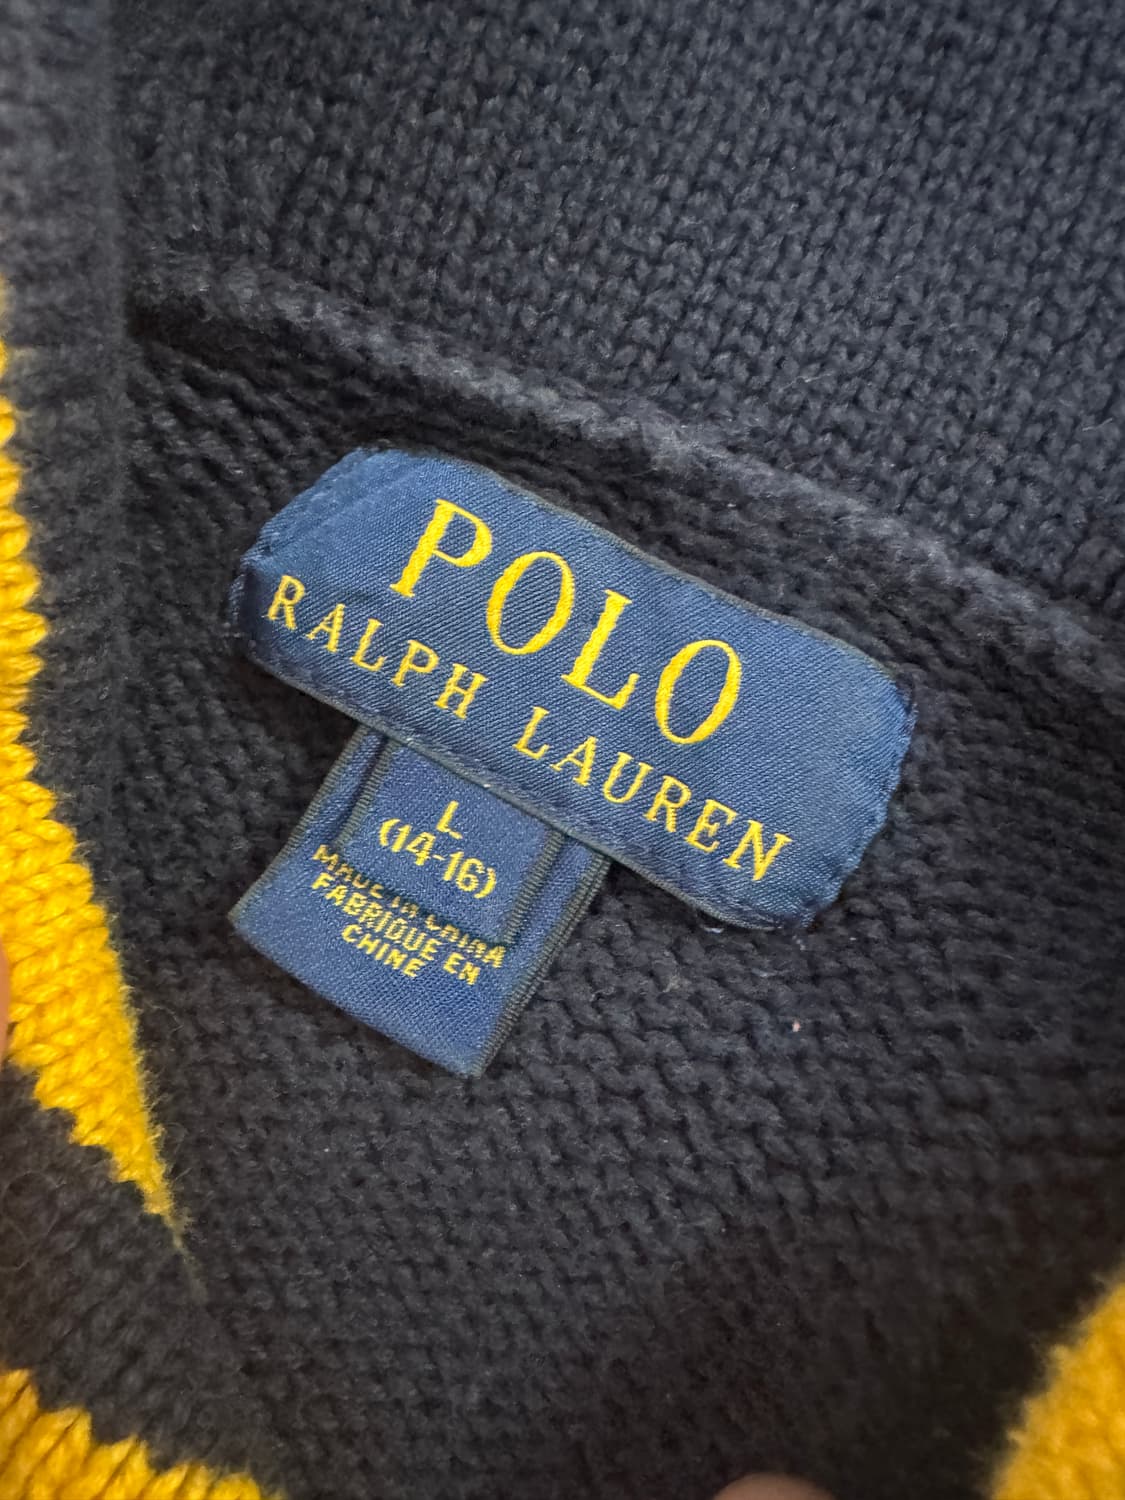 POLO
RALPH LAUREN
L
(14-16)
MADE IN CHINA
FABRIQUE EN
CHINE